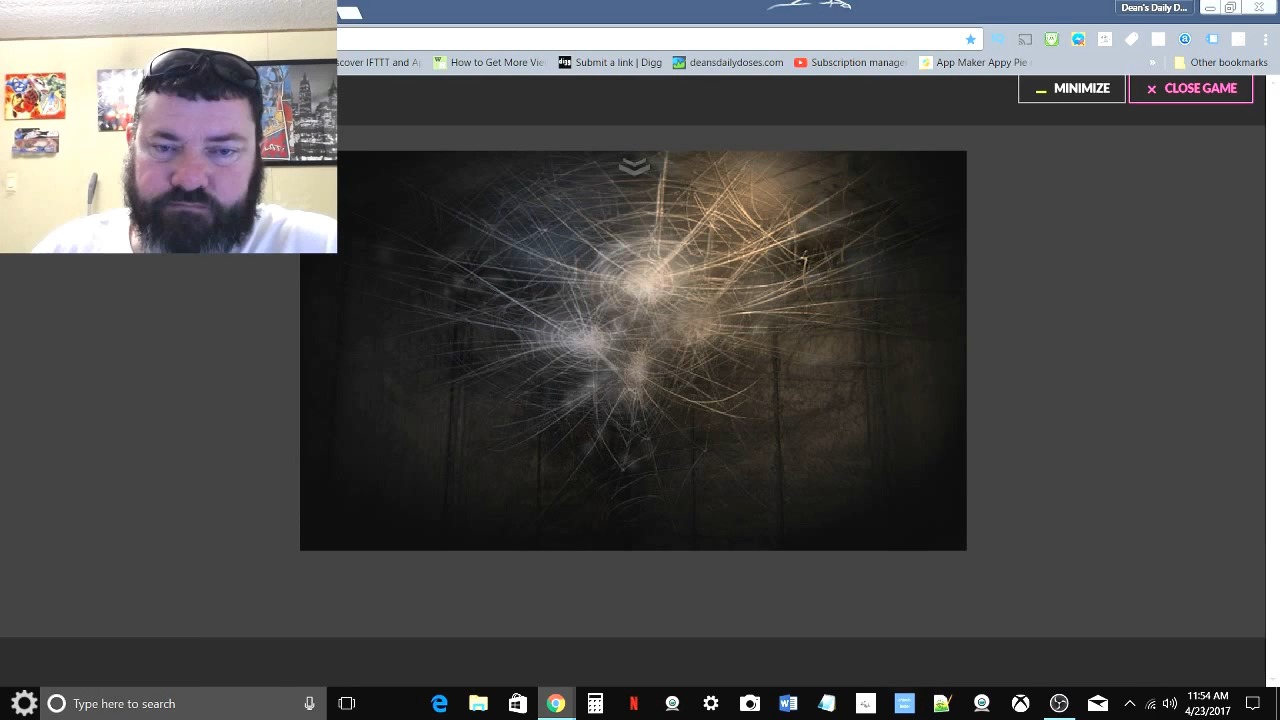 Dean's Daily D...
cover IFTTT and Ap
How to Get More Vie
Submit a link | Digg
deansdailydoses.com
Subscription manage
App Maker Appy Pie
Other bookmarks
MINIMIZE
CLOSE GAME
Type here to search
11:54 AM
4/23/2017